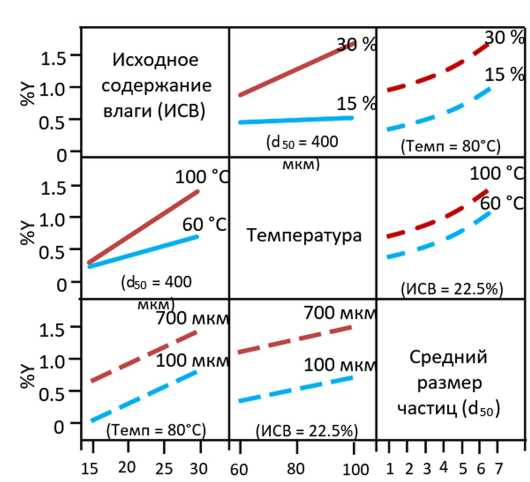 30 %
15 %
(d50 = 400
мкм)
Исходное
содержание
влаги (ИСВ)
%Y
1.5
1.0
0.5
0
30 %
15 %
(Темп = 80°C)
100 °C
60 °C
(d50 = 400
мкм)
%Y
1.5
1.0
0.5
0
Температура
100 °C
60 °C
(ИСВ = 22.5%)
700 мкм
100 мкм
(Темп = 80°C)
%Y
1.5
1.0
0.5
0
700 мкм
100 мкм
(ИСВ = 22.5%)
Средний
размер
частиц (d50)
15 20 25 30
60 80 100
1 2 3 4 5 6 7